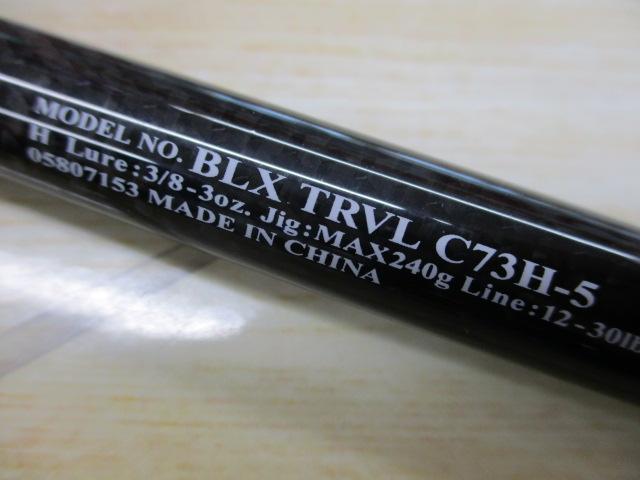 MODEL NO. BLX TRVL C73H-5
H Lure:3/8-3oz. Jig:MAX240g Line:12-30lb
05807153 MADE IN CHINA